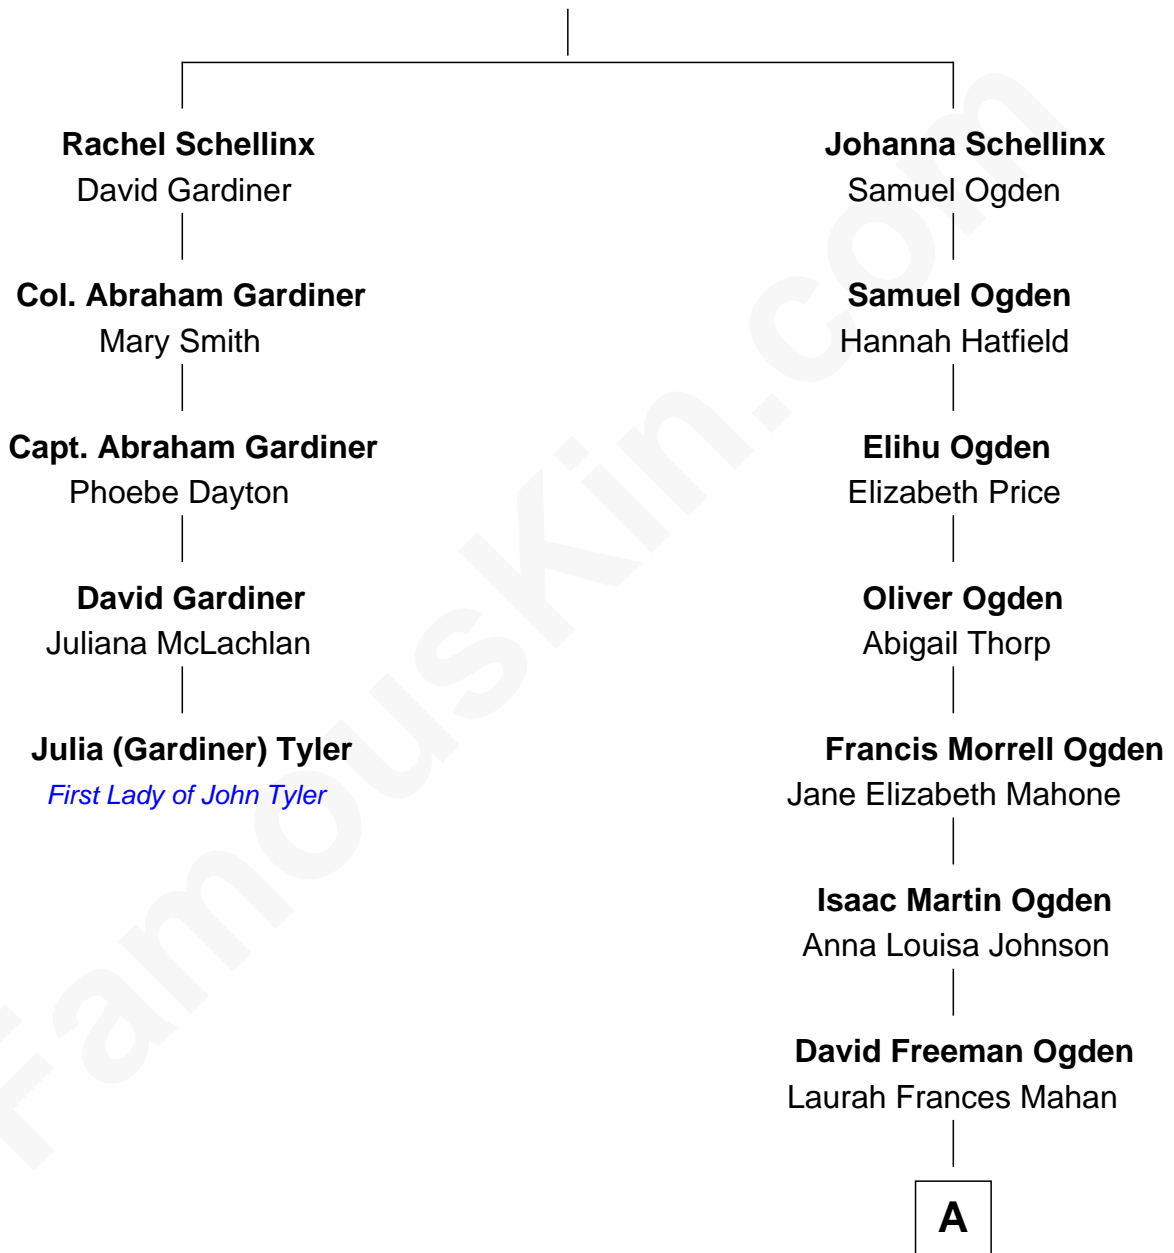 Rachel Schellinx
David Gardiner
Col. Abraham Gardiner
Mary Smith
Capt. Abraham Gardiner
Phoebe Dayton
David Gardiner
Juliana McLachlan
Julia (Gardiner) Tyler
First Lady of John Tyler
Johanna Schellinx
Samuel Ogden
Samuel Ogden
Hannah Hatfield
Elihu Ogden
Elizabeth Price
Oliver Ogden
Abigail Thorp
Francis Morrell Ogden
Jane Elizabeth Mahone
Isaac Martin Ogden
Anna Louisa Johnson
David Freeman Ogden
Laurah Frances Mahan
A
FamousKin.com